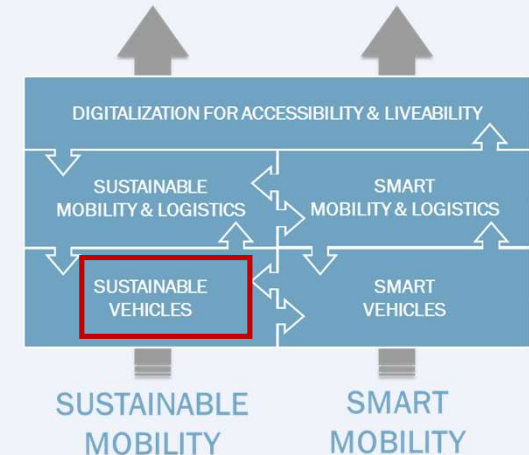 DIGITALIZATION FOR ACCESSIBILITY & LIVEABILITY
SUSTAINABLE
MOBILITY & LOGISTICS
SMART
MOBILITY & LOGISTICS
SUSTAINABLE
VEHICLES
SMART
VEHICLES
SUSTAINABLE
MOBILITY
SMART
MOBILITY